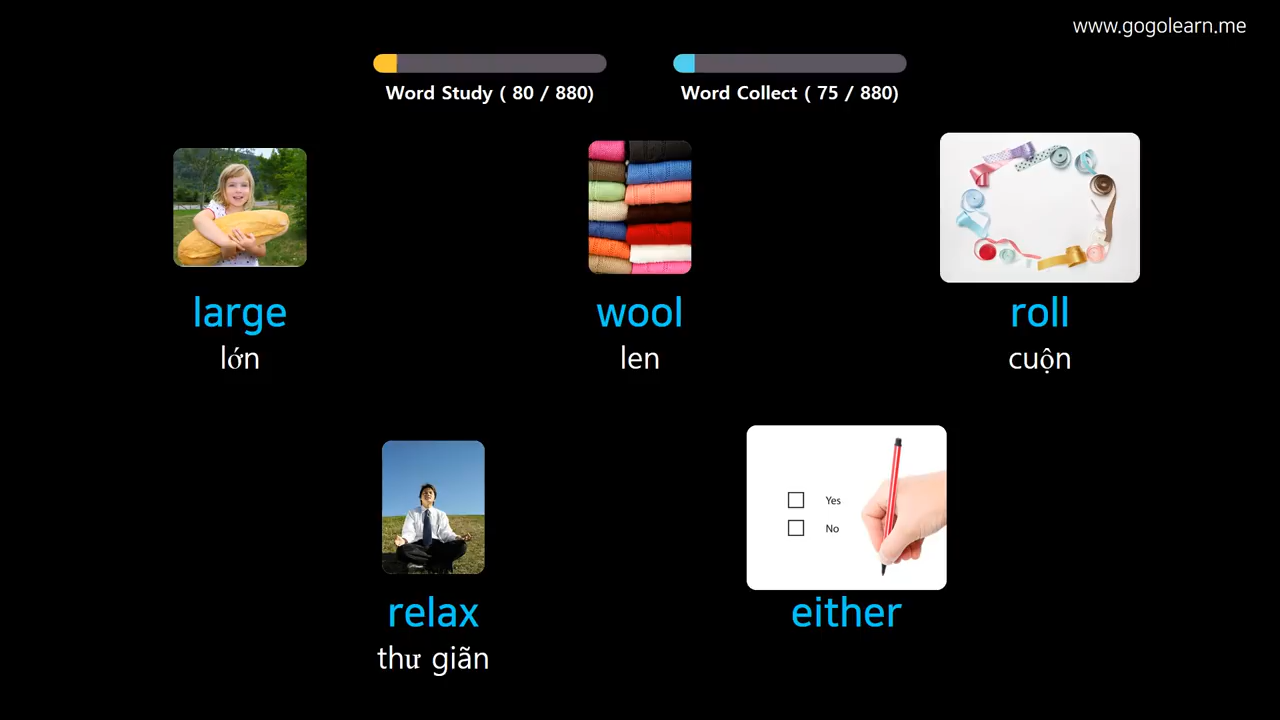 www.gogolearn.me
Word Study ( 80 / 880)
Word Collect ( 75 / 880)
large
lớn
wool
len
roll
cuộn
relax
thư giãn
Yes
No
either